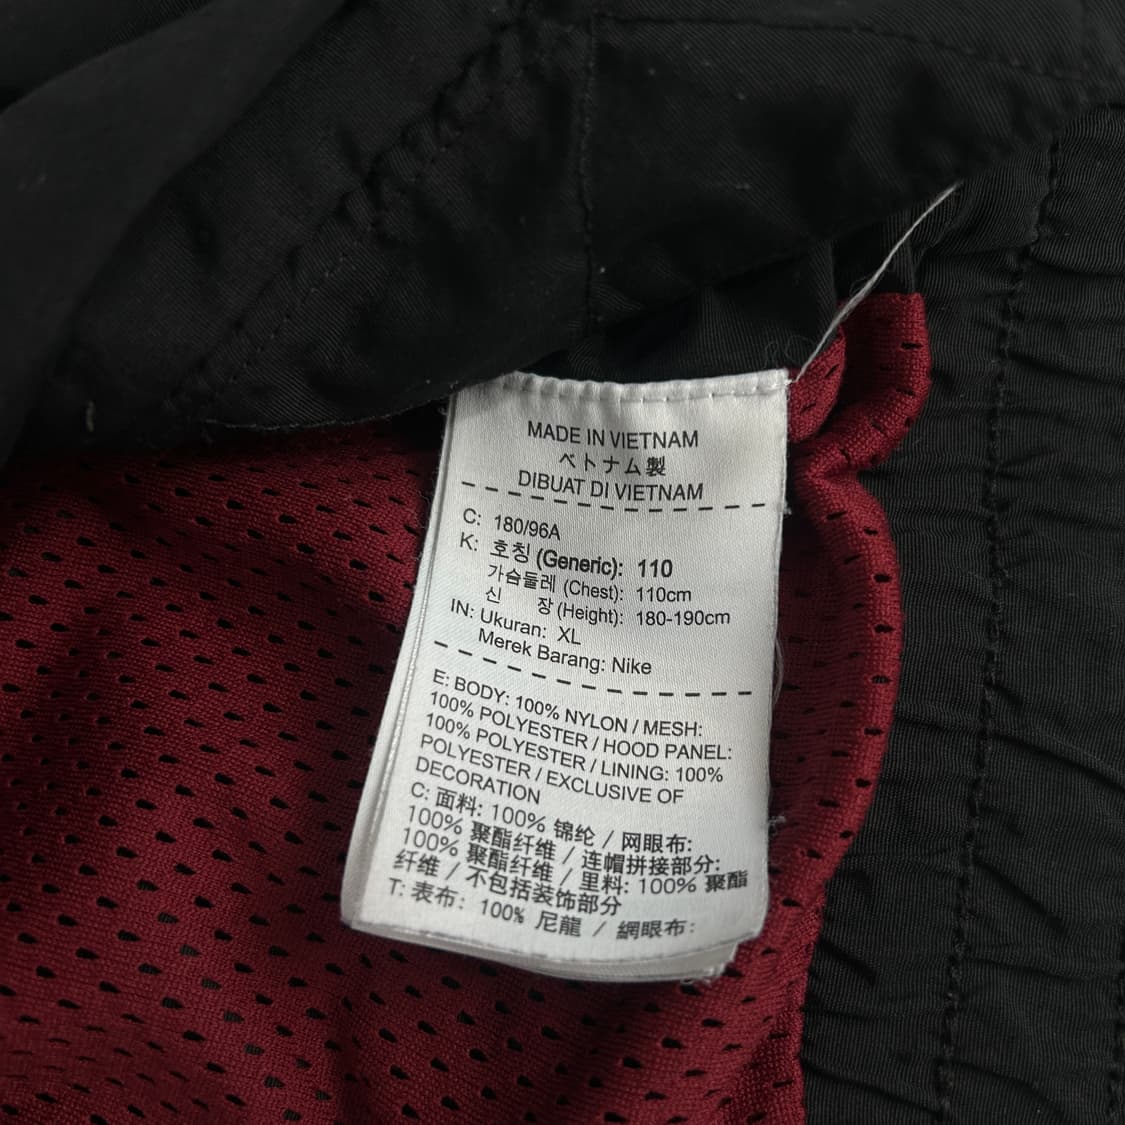 MADE IN VIETNAM
ベトナム製
DIBUAT DI VIETNAM
C: 180/96A
K: 호칭 (Generic): 110
가슴둘레 (Chest): 110cm
신 장 (Height): 180-190cm
IN: Ukuran: XL
Merek Barang: Nike
E: BODY: 100% NYLON / MESH:
100% POLYESTER / HOOD PANEL:
100% POLYESTER / LINING: 100%
POLYESTER / EXCLUSIVE OF
DECORATION
C: 面料: 100% 锦纶 / 网眼布:
100% 聚酯纤维 / 连帽拼接部分:
100% 聚酯纤维 / 里料: 100% 聚酯
纤维 / 不包括装饰部分
T: 表布: 100% 尼龍 / 網眼布: